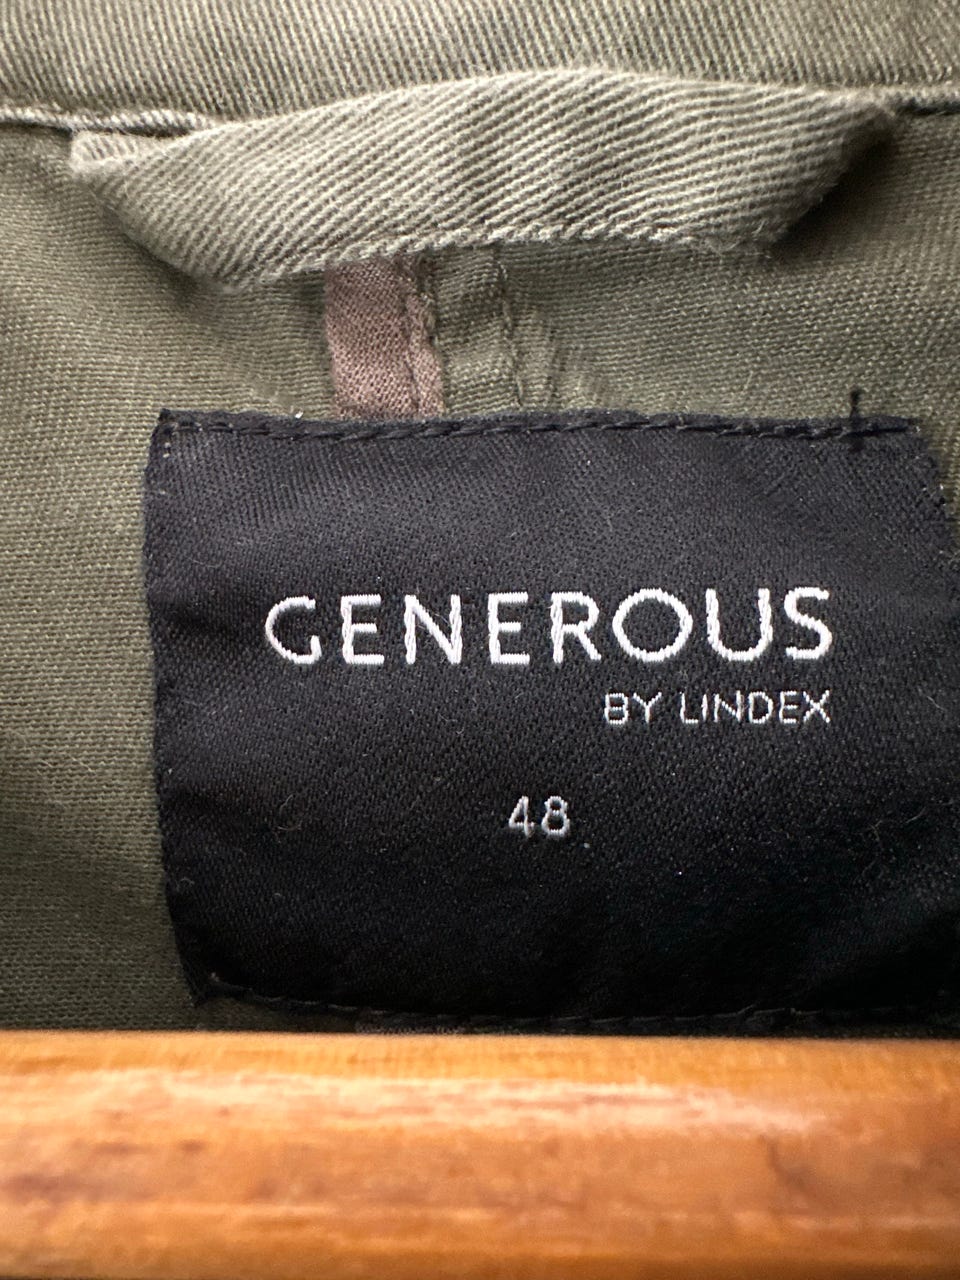 GENEROUS
BY LINDEX
48